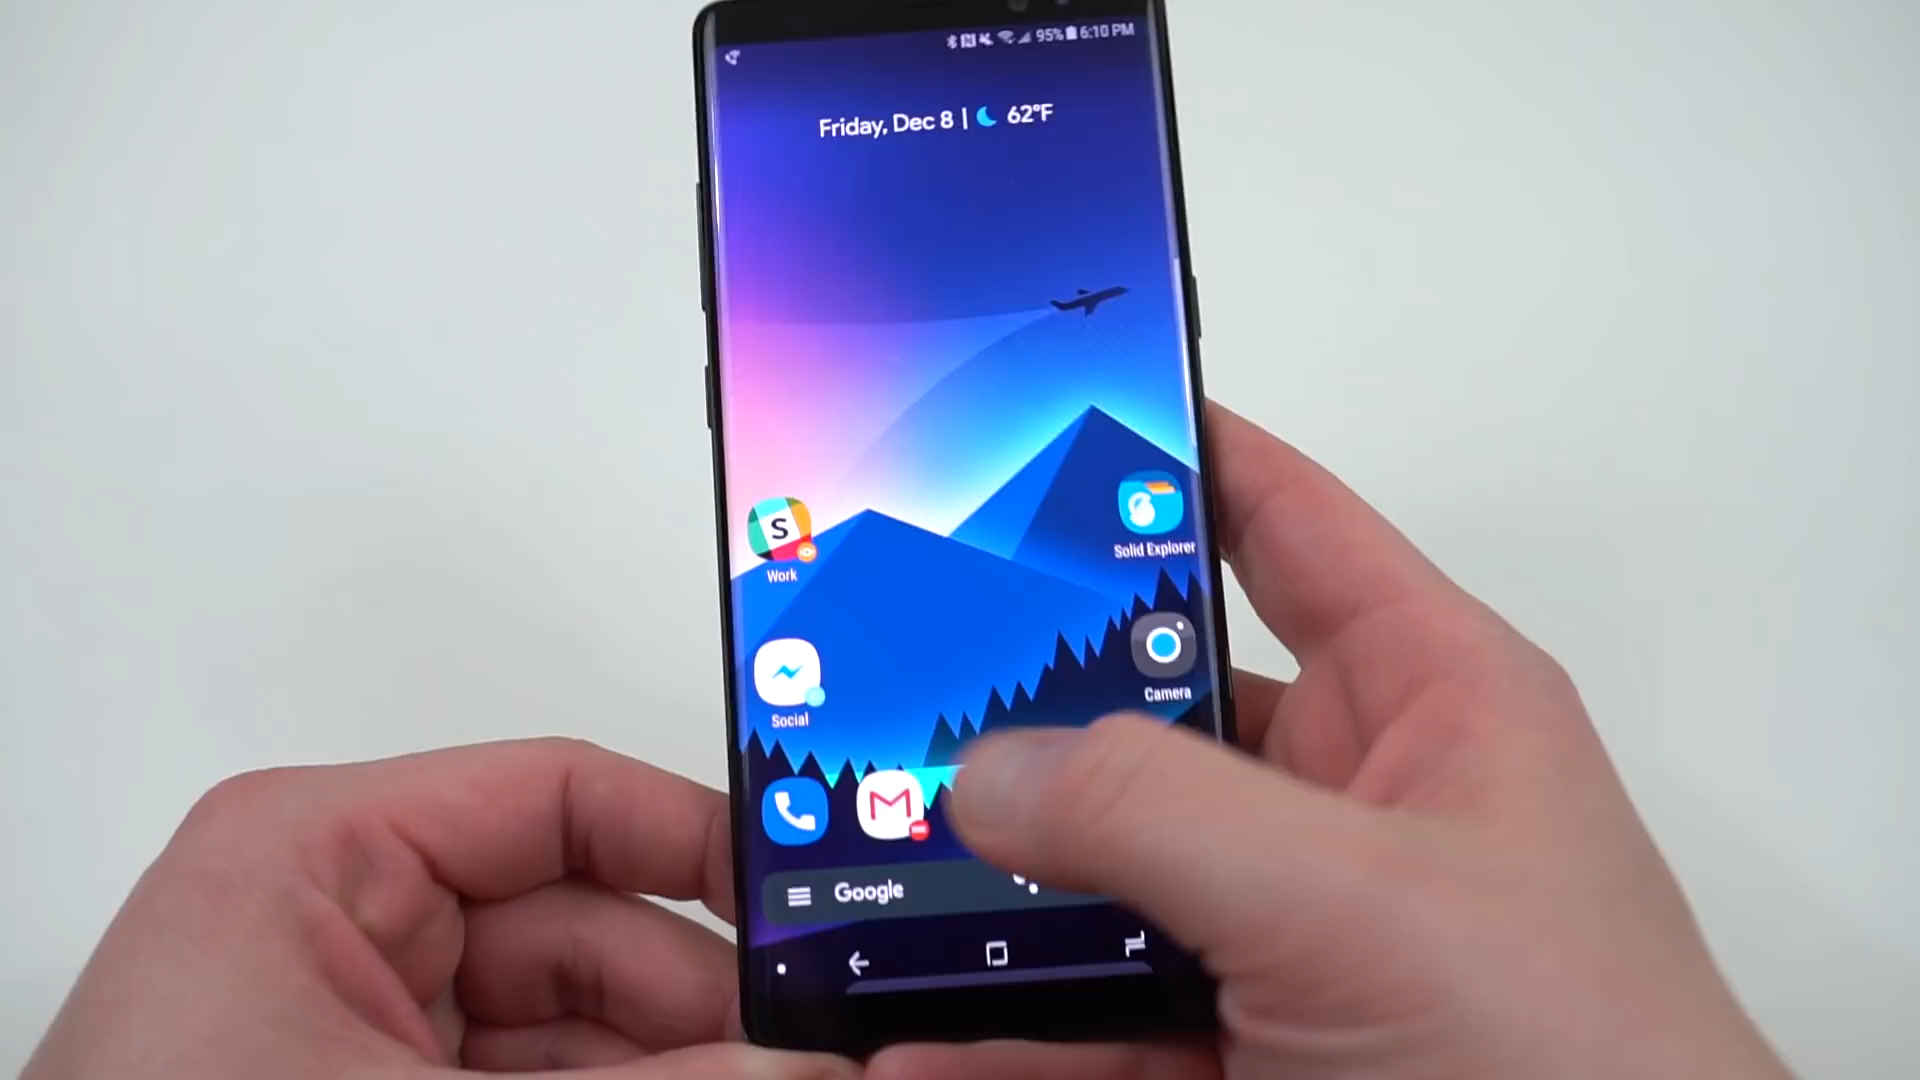 95% 6:10 PM
Friday, Dec 8 | 62°F
S
Work
Solid Explorer
Social
Camera
Google